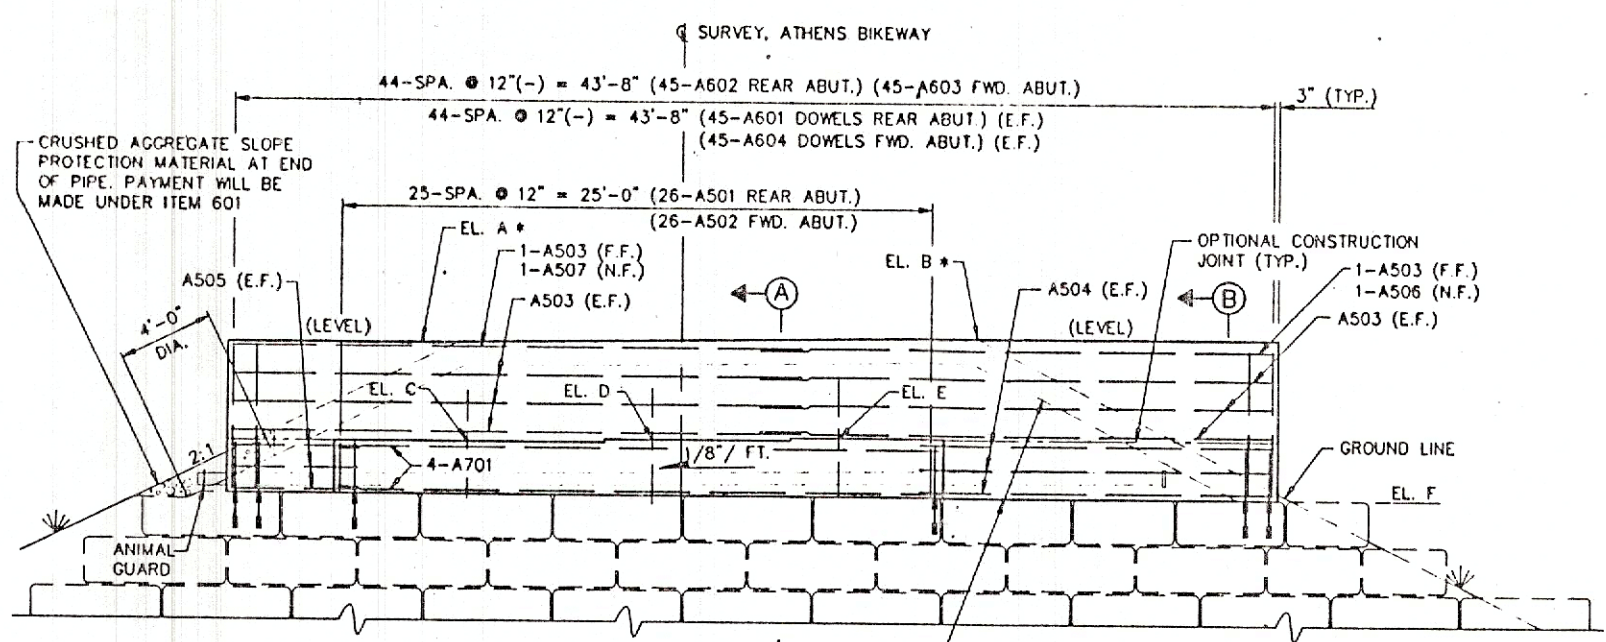 ℄ SURVEY, ATHENS BIKEWAY
44-SPA. @ 12"(-) = 43'-8" (45-A602 REAR ABUT.) (45-A603 FWD. ABUT.)
3" (TYP.)
44-SPA. @ 12"(-) = 43'-8" (45-A601 DOWELS REAR ABUT.) (E.F.)
(45-A604 DOWELS FWD. ABUT.) (E.F.)
CRUSHED AGGREGATE SLOPE
PROTECTION MATERIAL AT END
OF PIPE. PAYMENT WILL BE
MADE UNDER ITEM 601
25-SPA. @ 12" = 25'-0" (26-A501 REAR ABUT.)
(26-A502 FWD. ABUT.)
EL. A *
1-A503 (F.F.)
1-A507 (N.F.)
A503 (E.F.)
EL. B *
OPTIONAL CONSTRUCTION
JOINT (TYP.)
1-A503 (F.F.)
1-A506 (N.F.)
A503 (E.F.)
A505 (E.F.)
A
A504 (E.F.)
B
4'-0"
DIA.
(LEVEL)
(LEVEL)
EL. C
EL. D
EL. E
2:1
4-A701
1/8"/ FT.
GROUND LINE
EL. F
ANIMAL
GUARD